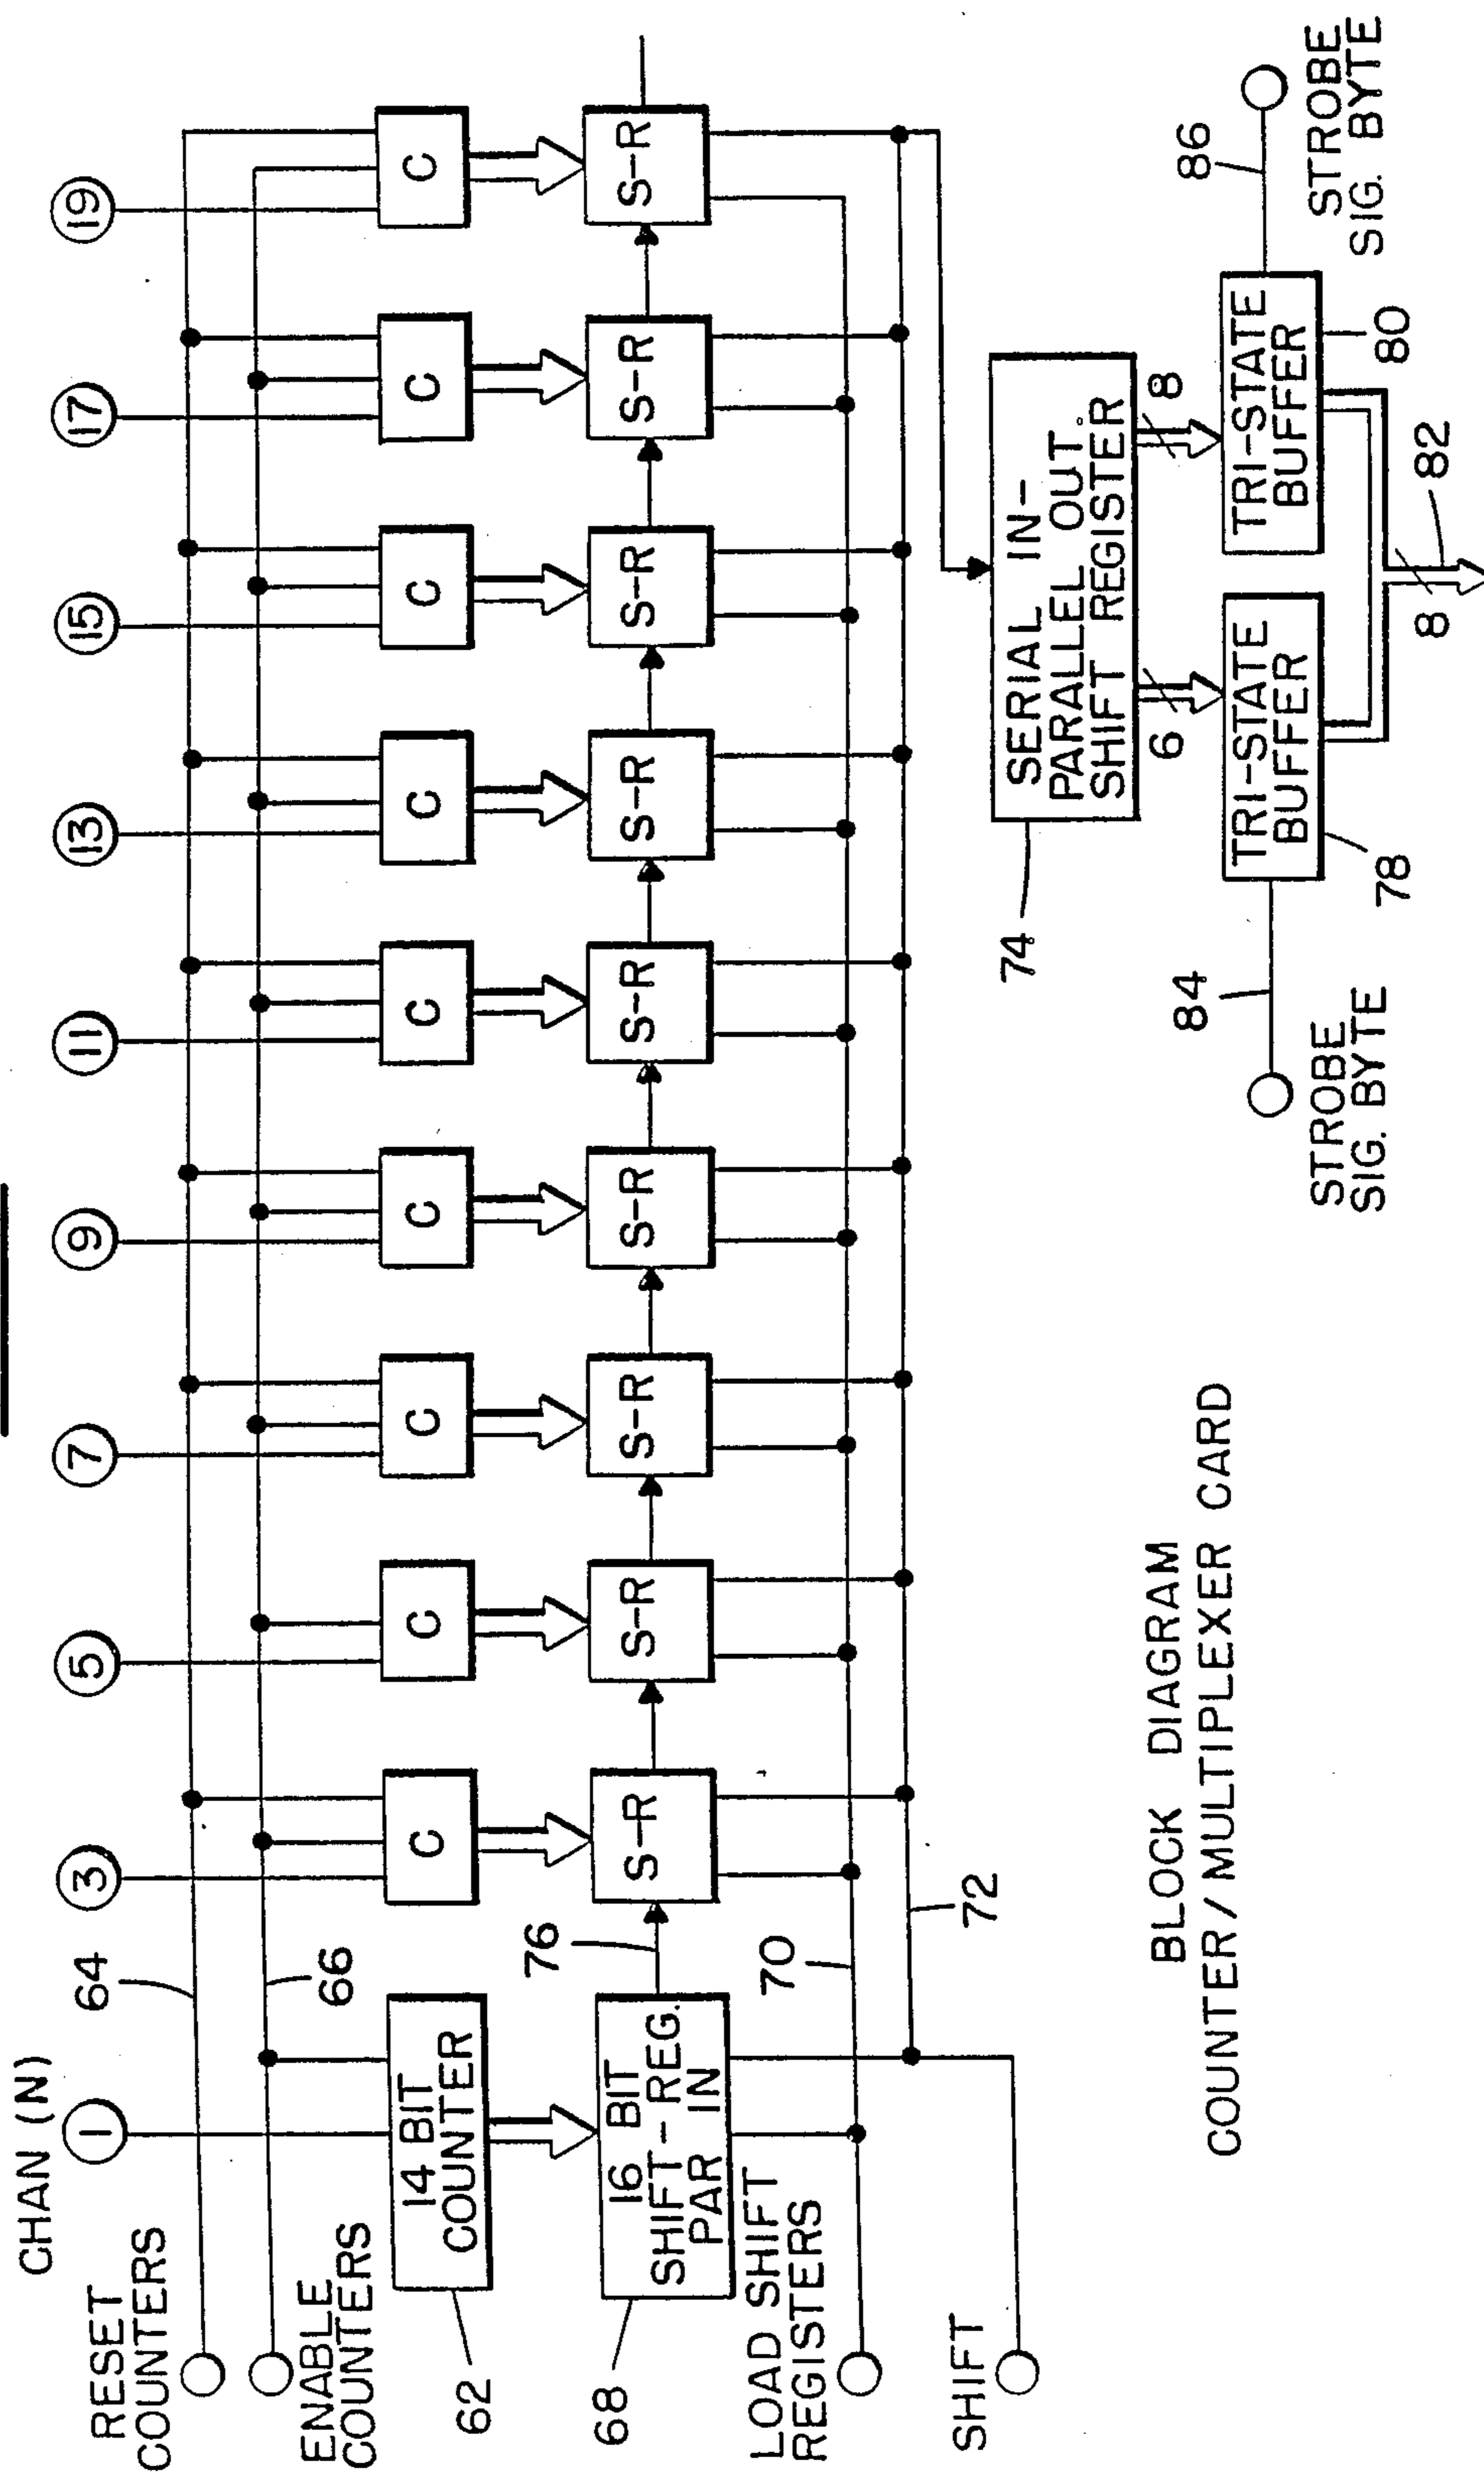 CHAN (N)
1
3
5
7
9
11
13
15
17
19
RESET
COUNTERS
64
ENABLE
COUNTERS
66
14 BIT
COUNTER
C
C
C
C
C
C
C
C
C
62
76
16 BIT
SHIFT-REG.
PAR IN
S-R
S-R
S-R
S-R
S-R
S-R
S-R
S-R
S-R
68
LOAD SHIFT
REGISTERS
70
SHIFT
72
74
SERIAL IN-
PARALLEL OUT
SHIFT REGISTER
6
8
84
STROBE
SIG. BYTE
TRI-STATE
BUFFER
78
TRI-STATE
BUFFER
80
86
STROBE
SIG. BYTE
8
82
BLOCK DIAGRAM
COUNTER/MULTIPLEXER CARD